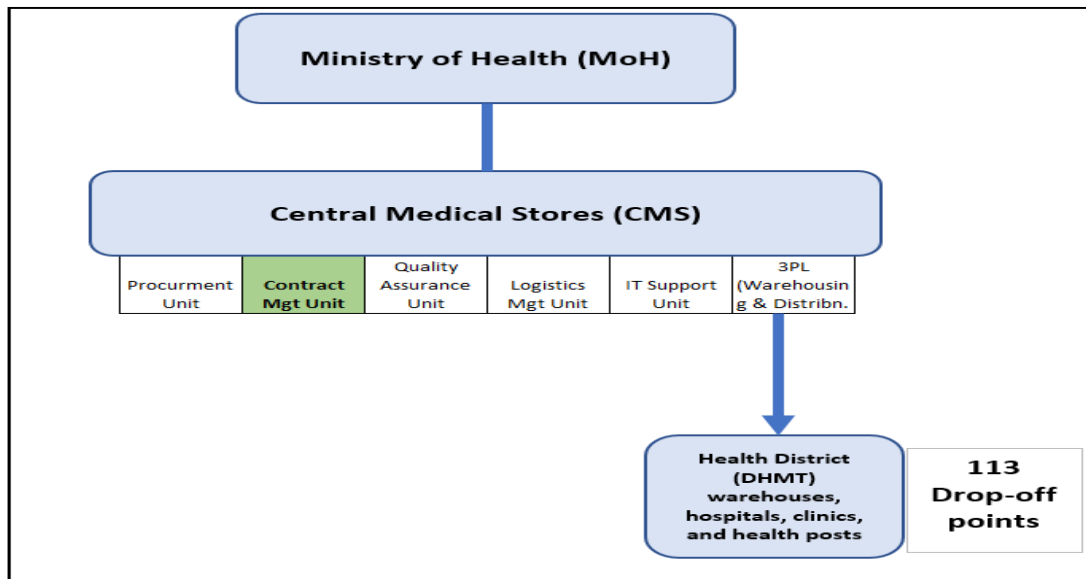 Ministry of Health (MoH)
Central Medical Stores (CMS)
Procurment
Unit
Contract
Mgt Unit
Quality
Assurance
Unit
Logistics
Mgt Unit
IT Support
Unit
3PL
(Warehousin
g & Distribn.
Health District
(DHMT)
warehouses,
hospitals, clinics,
and health posts
113
Drop-off
points